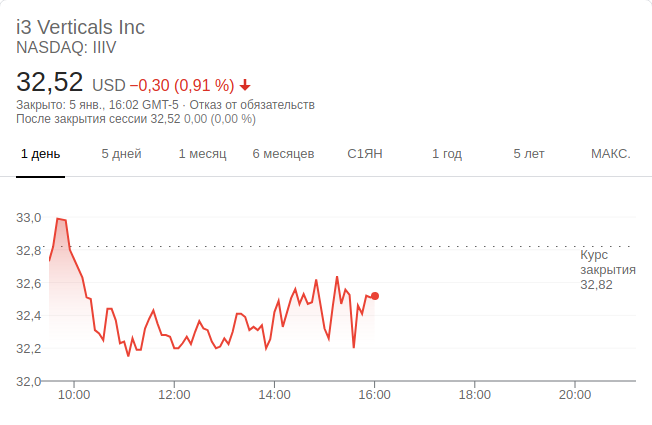 i3 Verticals Inc
NASDAQ: IIIV
32,52 USD −0,30 (0,91 %)
Закрыто: 5 янв., 16:02 GMT-5 · Отказ от обязательств
После закрытия сессии 32,52 0,00 (0,00 %)
1 день 5 дней 1 месяц 6 месяцев С1ЯН 1 год 5 лет МАКС.
33,0
32,8
Курс
закрытия
32,82
32,6
32,4
32,2
32,0
10:00 12:00 14:00 16:00 18:00 20:00